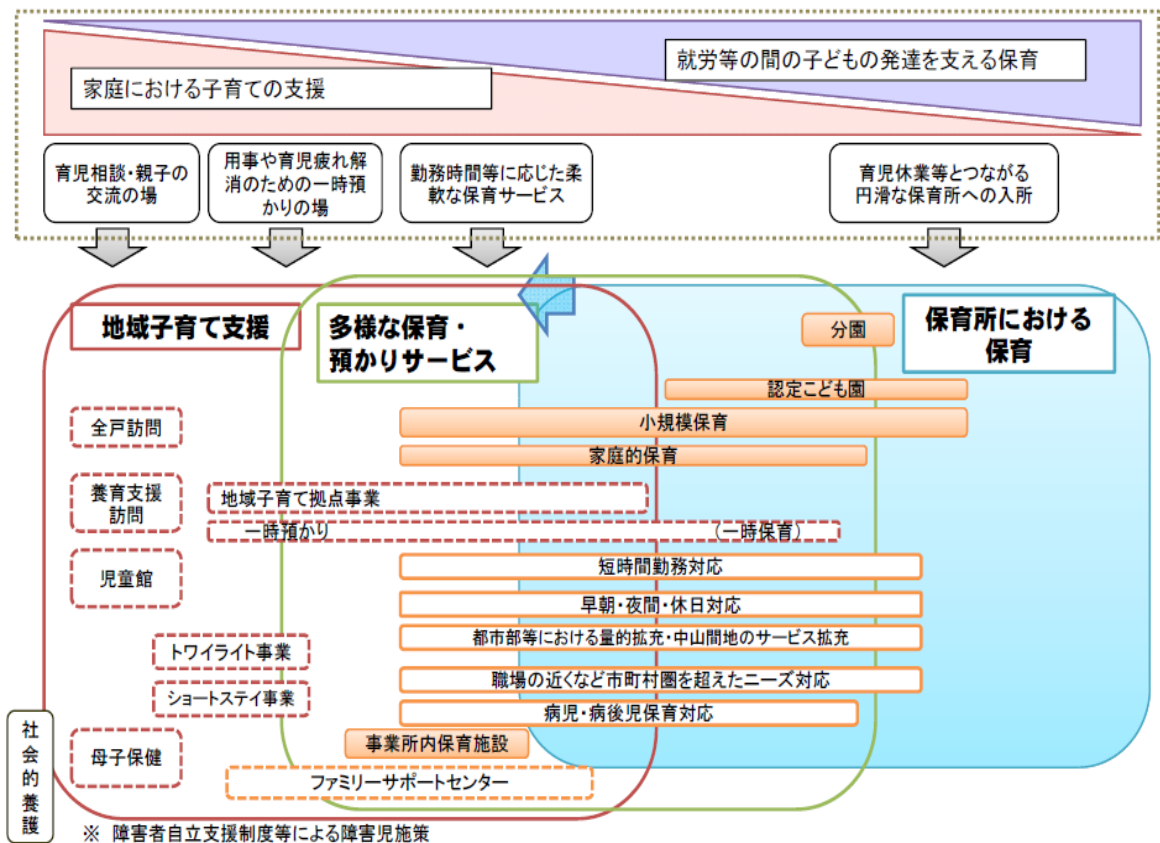 就労等の間の子どもの発達を支える保育
家庭における子育ての支援
育児相談・親子の
交流の場
用事や育児疲れ解
消のための一時預
かりの場
勤務時間等に応じた柔
軟な保育サービス
育児休業等とつながる
円滑な保育所への入所
地域子育て支援
多様な保育・
預かりサービス
保育所における
保育
分園
認定こども園
全戸訪問
小規模保育
家庭的保育
養育支援
訪問
地域子育て拠点事業
一時預かり
(一時保育)
児童館
短時間勤務対応
早朝・夜間・休日対応
都市部等における量的拡充・中山間地のサービス拡充
トワイライト事業
職場の近くなど市町村圏を超えたニーズ対応
ショートステイ事業
病児・病後児保育対応
社会的養護
母子保健
事業所内保育施設
ファミリーサポートセンター
※ 障害者自立支援制度等による障害児施策